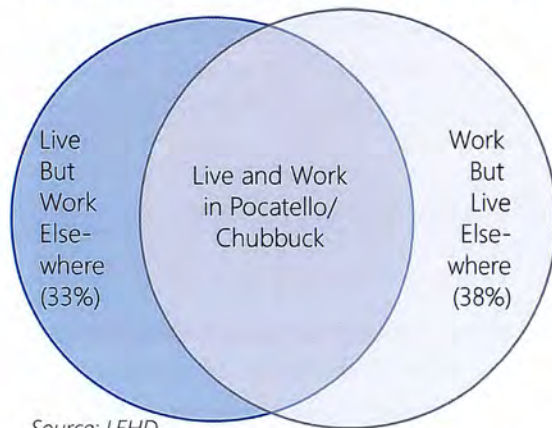 Live
But
Work
Else-
where
(33%)
Live and Work
in Pocatello/
Chubbuck
Work
But
Live
Else-
where
(38%)
Source: LEHD